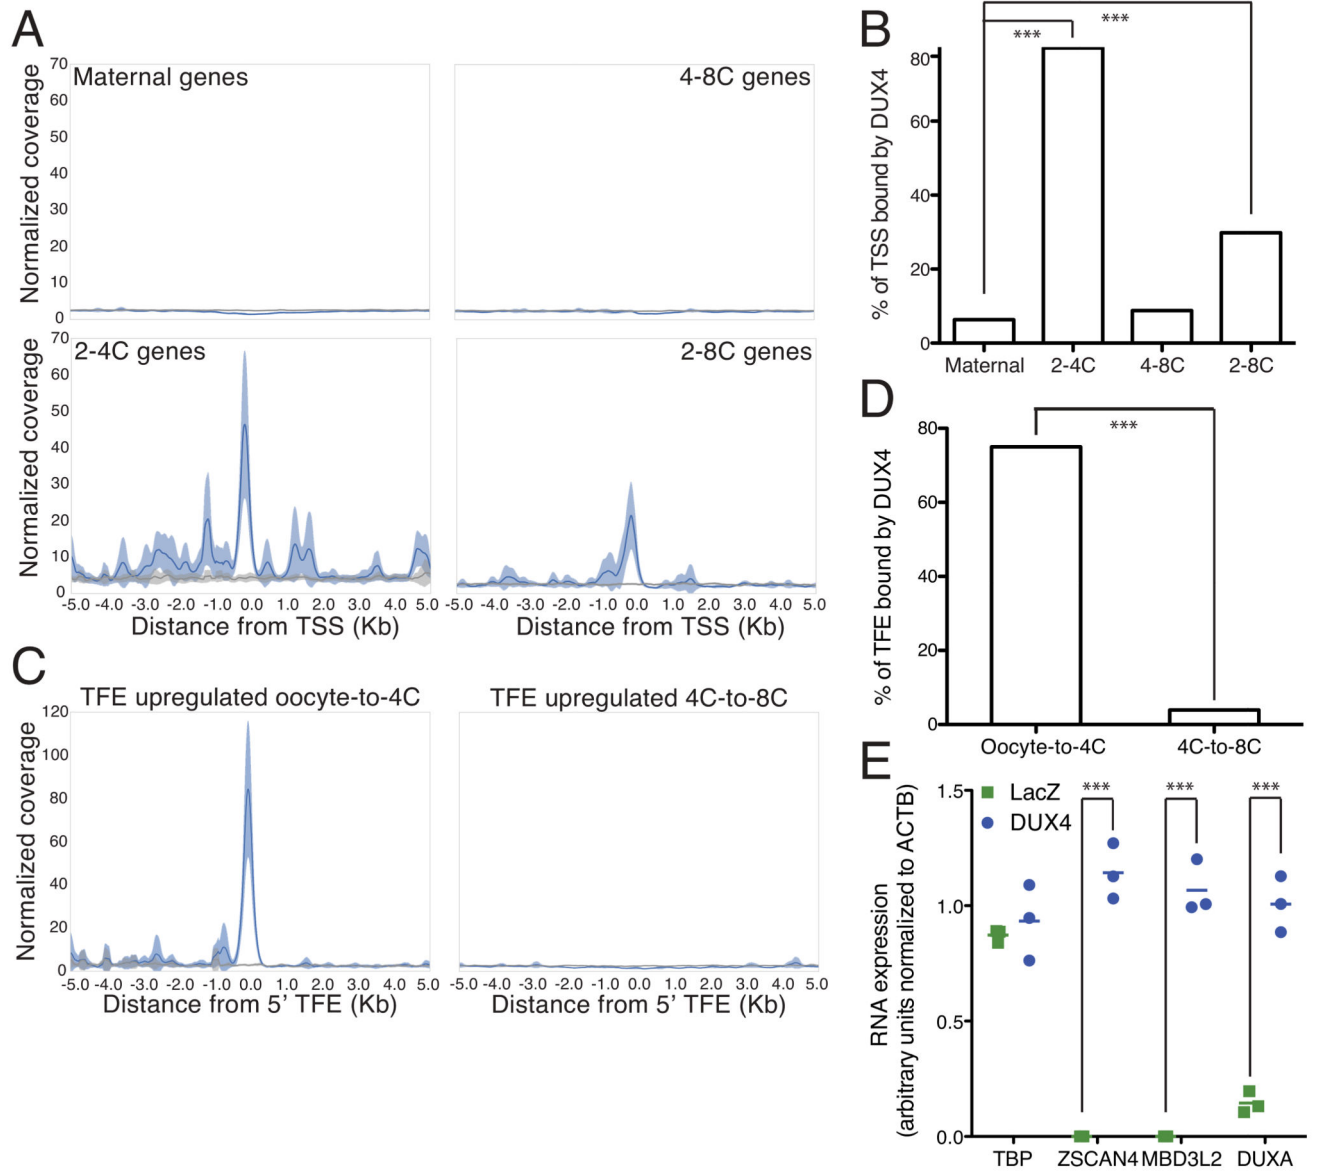 A
Normalized coverage
70
60
50
40
30
20
10
0
Maternal genes
4-8C genes
Normalized coverage
70
60
50
40
30
20
10
0
2-4C genes
2-8C genes
-5.0 -4.0 -3.0 -2.0 -1.0 0.0 1.0 2.0 3.0 4.0 5.0
-5.0 -4.0 -3.0 -2.0 -1.0 0.0 1.0 2.0 3.0 4.0 5.0
Distance from TSS (Kb)
Distance from TSS (Kb)
B
% of TSS bound by DUX4
80
60
40
20
0
***
***
Maternal 2-4C 4-8C 2-8C
C
TFE upregulated oocyte-to-4C
TFE upregulated 4C-to-8C
Normalized coverage
120
100
80
60
40
20
0
-5.0 -4.0 -3.0 -2.0 -1.0 0.0 1.0 2.0 3.0 4.0 5.0
-5.0 -4.0 -3.0 -2.0 -1.0 0.0 1.0 2.0 3.0 4.0 5.0
Distance from 5’ TFE (Kb)
Distance from 5’ TFE (Kb)
D
% of TFE bound by DUX4
80
60
40
20
0
***
Oocyte-to-4C 4C-to-8C
E
RNA expression
(arbitrary units normalized to ACTB)
1.5
1.0
0.5
0.0
LacZ
DUX4
*** *** ***
TBP ZSCAN4 MBD3L2 DUXA